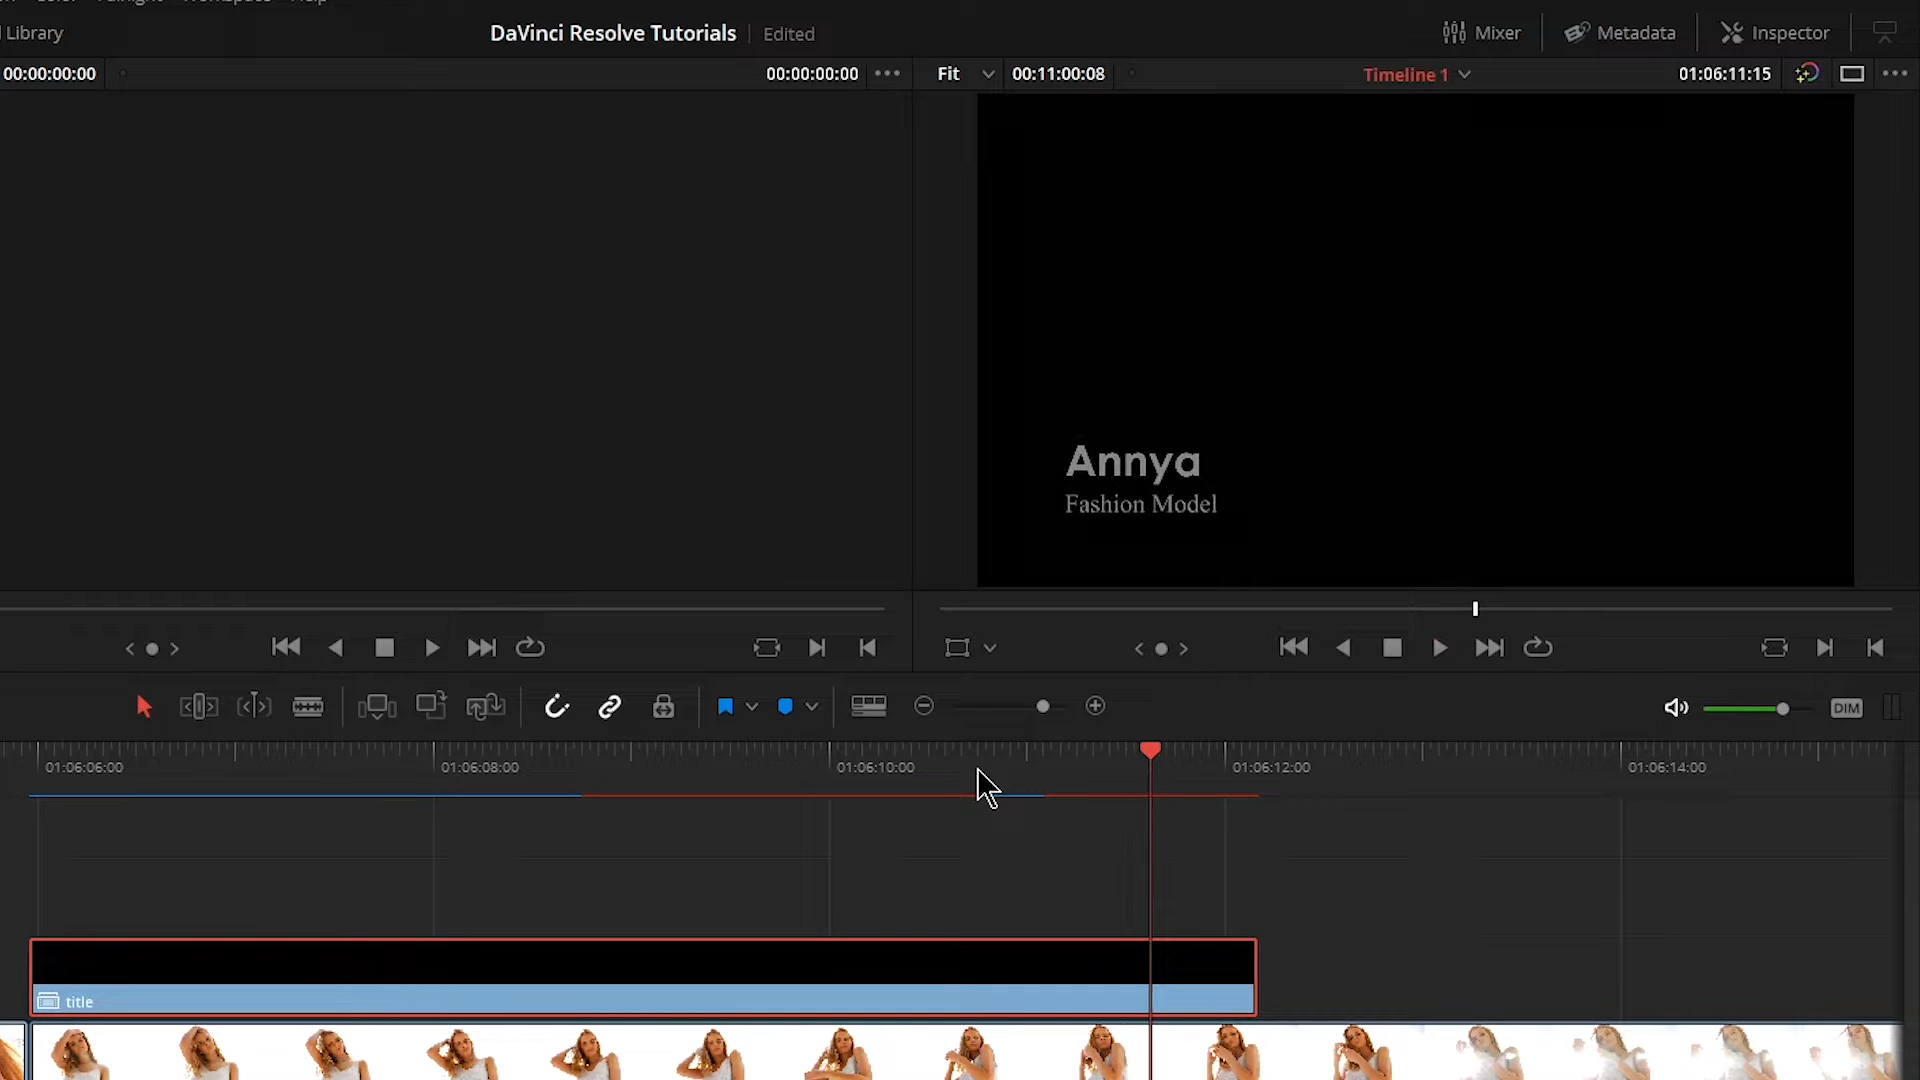 Library
DaVinci Resolve Tutorials
Edited
Mixer
Metadata
Inspector
00:00:00:00
00:00:00:00
Fit
00:11:00:08
Timeline 1
01:06:11:15
Annya
Fashion Model
DIM
01:06:06:00
01:06:08:00
01:06:10:00
01:06:12:00
01:06:14:00
title